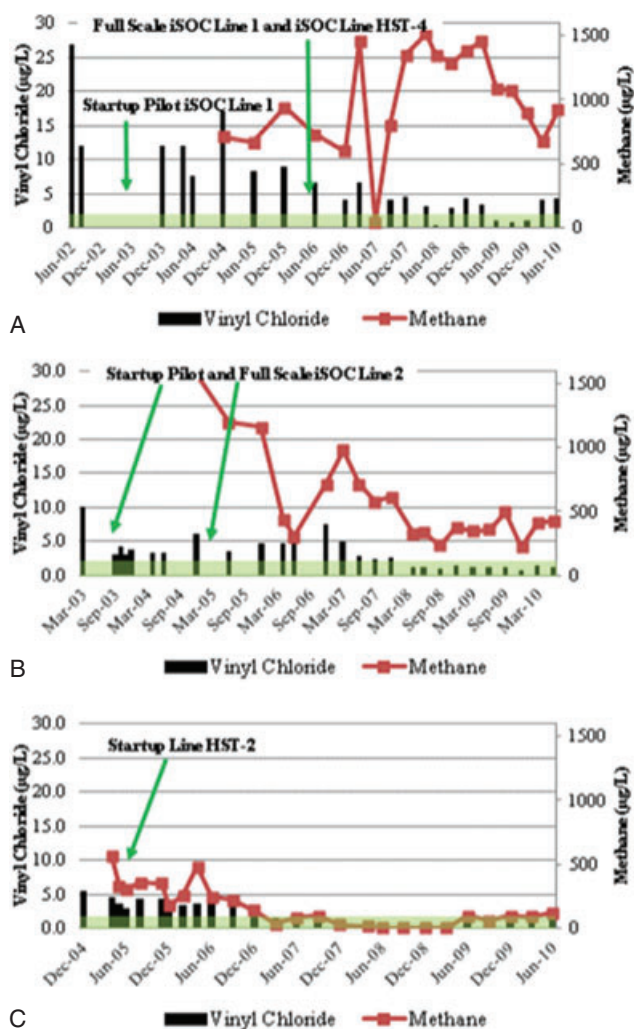 Full Scale iSOC Line 1 and iSOC Line HST-4
30
25
20
15
10
5
0
Vinyl Chloride (µg/L)
Startup Pilot iSOC Line 1
1500
1000
500
0
Methane (µg/L)
Jun-02
Dec-02
Jun-03
Dec-03
Jun-04
Dec-04
Jun-05
Dec-05
Jun-06
Dec-06
Jun-07
Dec-07
Jun-08
Dec-08
Jun-09
Dec-09
Jun-10
A
Vinyl Chloride
Methane
Startup Pilot and Full Scale iSOC Line 2
30.0
25.0
20.0
15.0
10.0
5.0
0.0
Vinyl Chloride (µg/L)
1500
1000
500
0
Methane (µg/L)
Mar-03
Sep-03
Mar-04
Sep-04
Mar-05
Sep-05
Mar-06
Sep-06
Mar-07
Sep-07
Mar-08
Sep-08
Mar-09
Sep-09
Mar-10
B
Vinyl Chloride
Methane
Startup Line HST-2
30.0
25.0
20.0
15.0
10.0
5.0
0.0
Vinyl Chloride (µg/L)
1500
1000
500
0
Methane (µg/L)
Dec-04
Jun-05
Dec-05
Jun-06
Dec-06
Jun-07
Dec-07
Jun-08
Dec-08
Jun-09
Dec-09
Jun-10
C
Vinyl Chloride
Methane